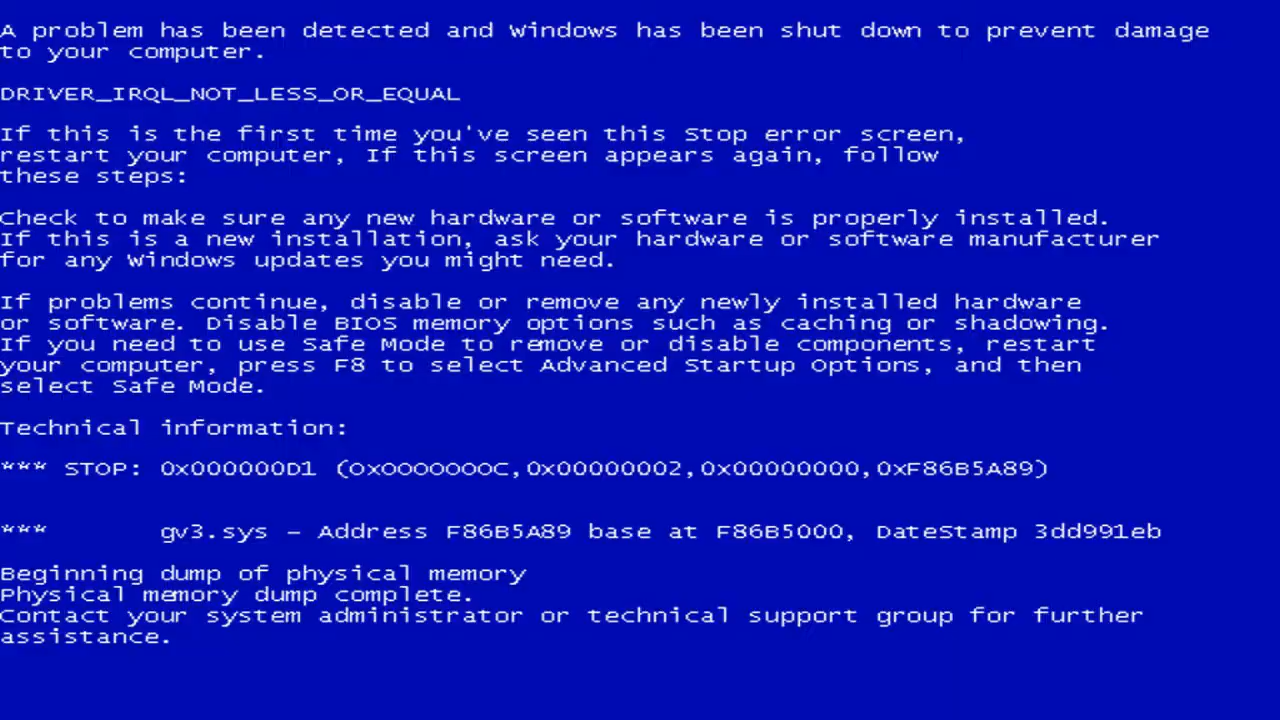 A problem has been detected and Windows has been shut down to prevent damage
to your computer.
DRIVER_IRQL_NOT_LESS_OR_EQUAL
If this is the first time you've seen this Stop error screen,
restart your computer, If this screen appears again, follow
these steps:
Check to make sure any new hardware or software is properly installed.
If this is a new installation, ask your hardware or software manufacturer
for any Windows updates you might need.
If problems continue, disable or remove any newly installed hardware
or software. Disable BIOS memory options such as caching or shadowing.
If you need to use Safe Mode to remove or disable components, restart
your computer, press F8 to select Advanced Startup Options, and then
select Safe Mode.
Technical information:
*** STOP: 0x000000D1 (0x0000000C,0x00000002,0x00000000,0xF86B5A89)
*** gv3.sys - Address F86B5A89 base at F86B5000, DateStamp 3dd991eb
Beginning dump of physical memory
Physical memory dump complete.
Contact your system administrator or technical support group for further
assistance.